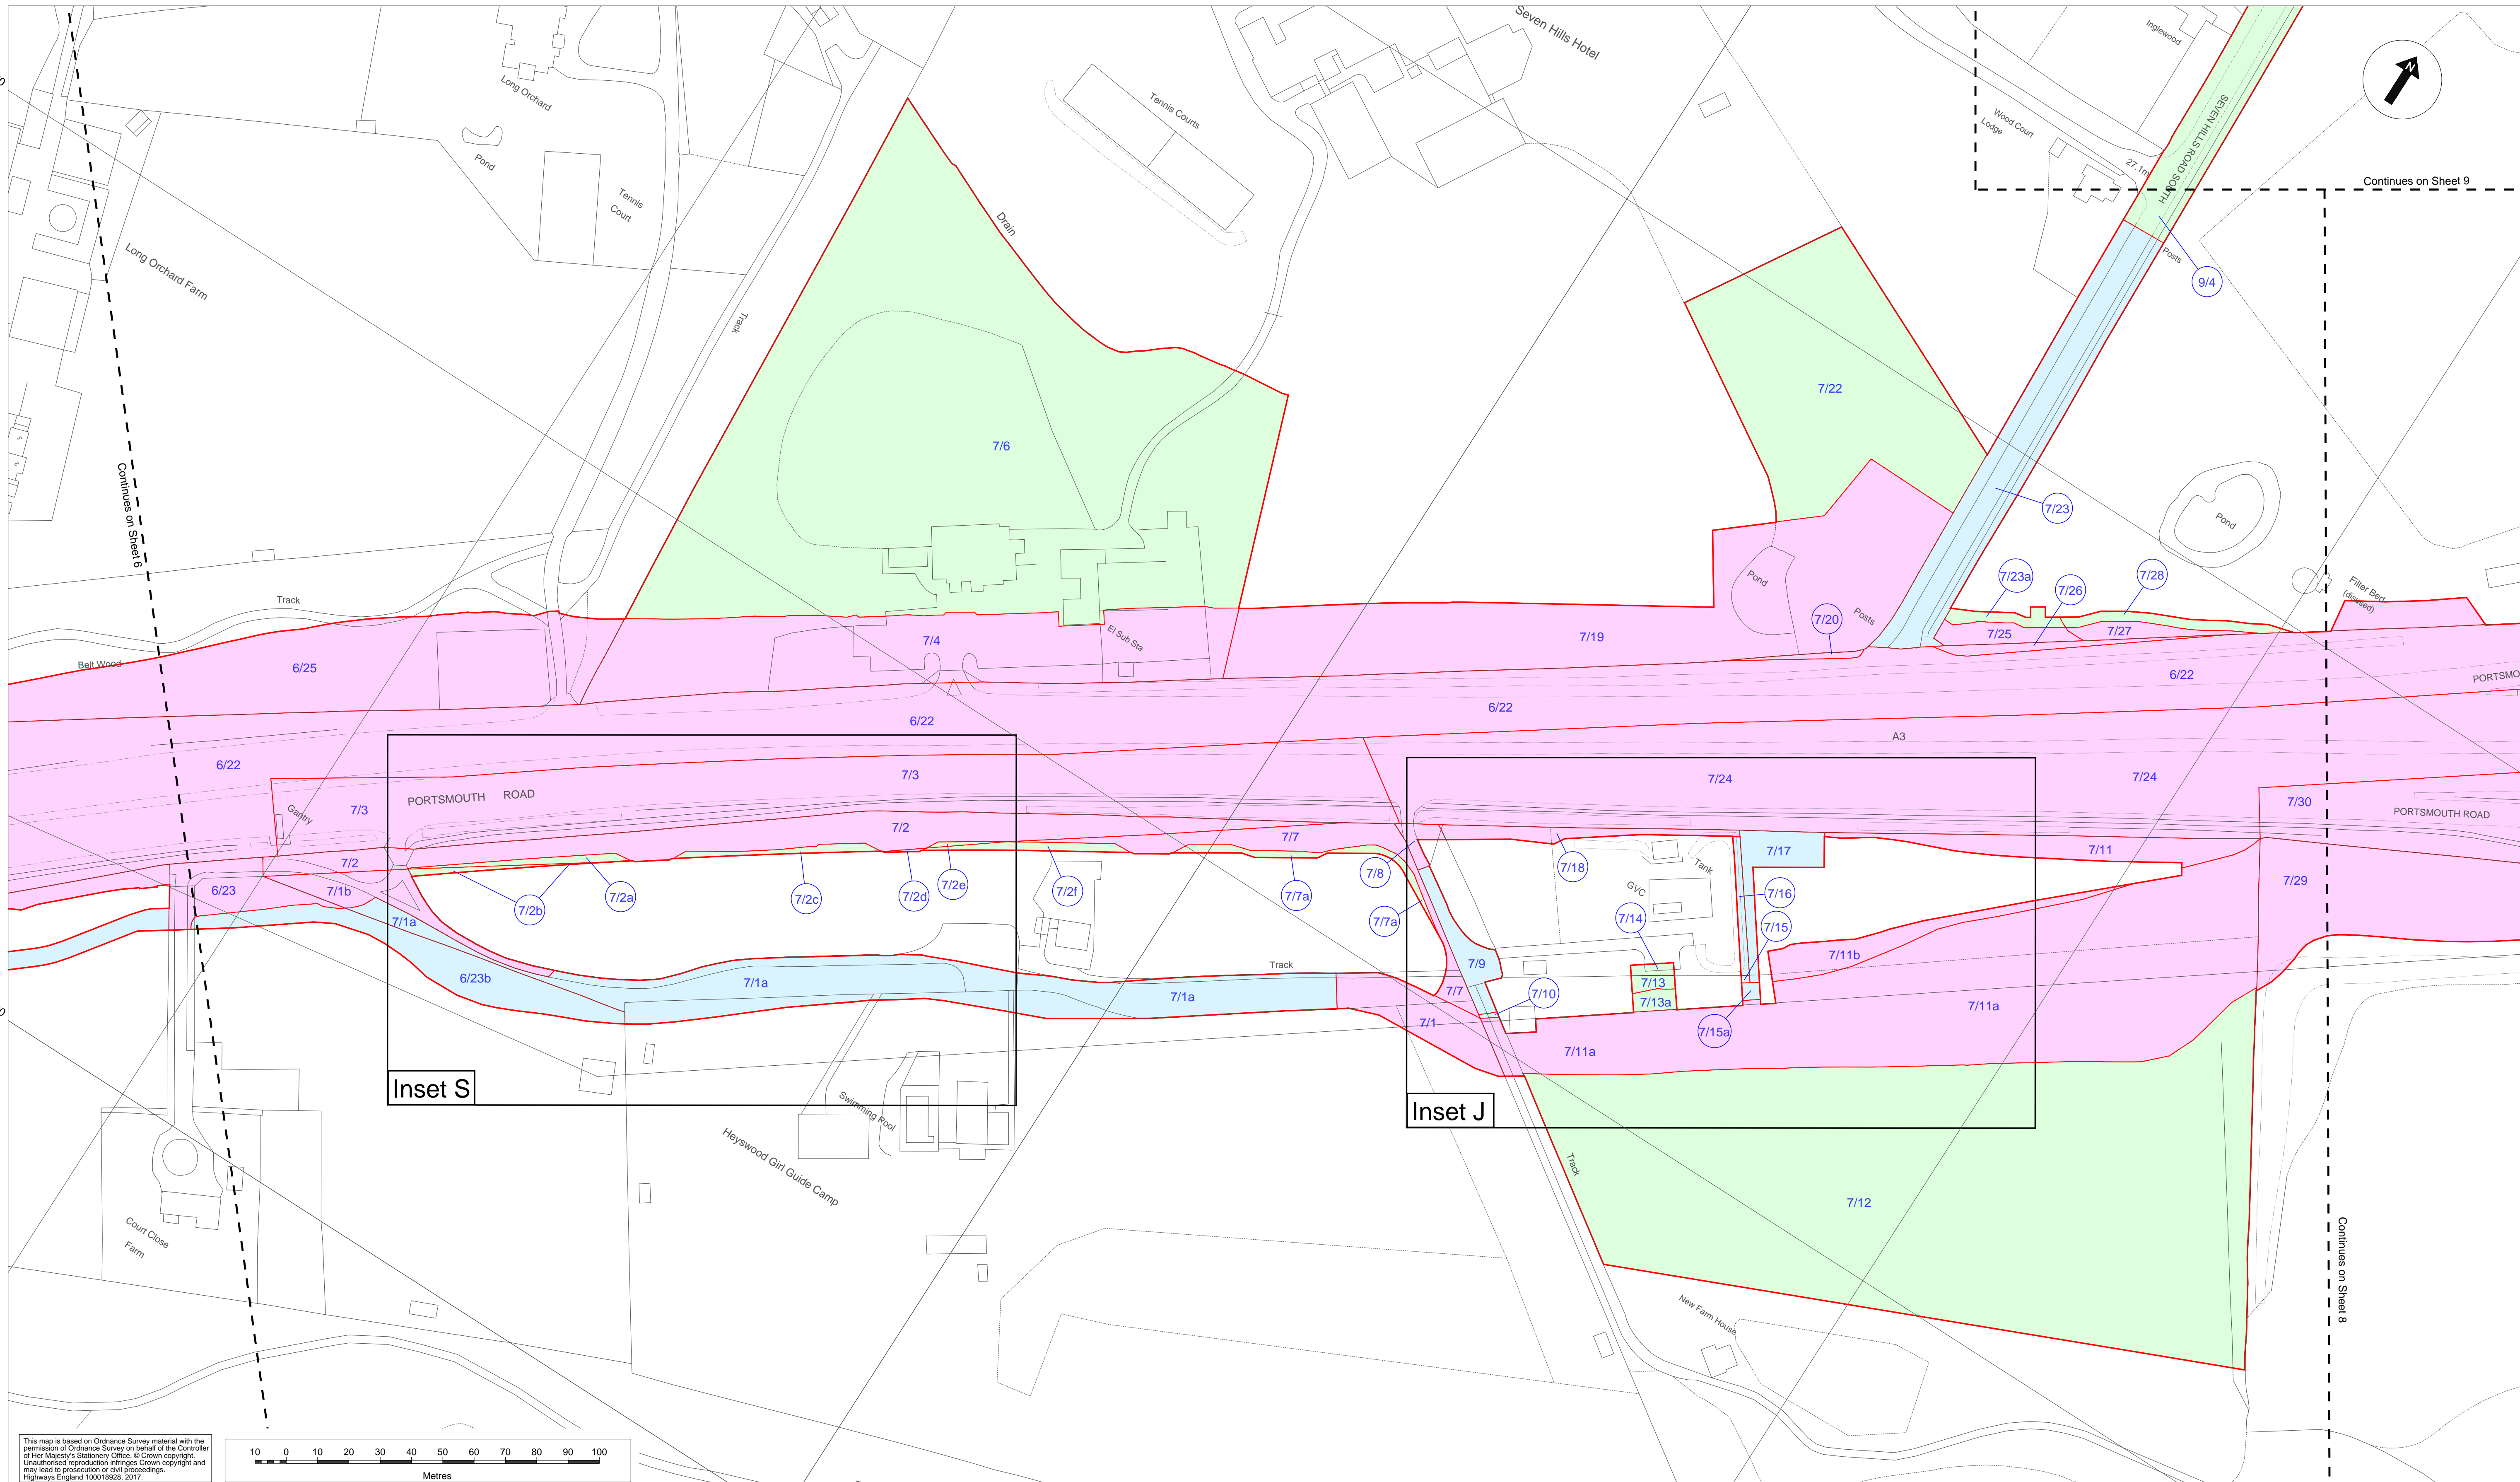 Seven Hills Hotel
Inglewood
N
Long Orchard
Tennis Courts
Wood Court
Lodge
SEVEN HILLS ROAD SOUTH
27.1m
Continues on Sheet 9
Pond
Tennis
Court
Drain
Posts
9/4
Long Orchard Farm
Track
7/22
7/6
3
2
Continues on Sheet 6
7/23
Pond
Filter Bed
(disused)
Pond
Posts
7/23a
7/26
7/28
Track
7/20
7/25
7/27
Belt Wood
6/25
7/4
El Sub Sta
7/19
6/22
PORTSMO
6/22
6/22
A3
6/22
7/3
7/24
7/24
7/3
PORTSMOUTH ROAD
Gantry
7/30
PORTSMOUTH ROAD
7/2
7/2
7/7
7/18
Tank
7/17
7/11
6/23
7/1b
7/2b
7/2a
7/2c
7/2d
7/2e
7/2f
7/7a
7/8
7/7a
GVC
7/16
7/29
7/1a
7/14
7/15
6/23b
7/1a
Track
7/1a
7/9
7/7
7/10
7/13
7/13a
7/11b
7/15a
7/11a
7/1
7/11a
Inset S
Inset J
Swimming Pool
Heyswood Girl Guide Camp
Track
7/12
Court Close
Farm
Continues on Sheet 8
New Farm House
This map is based on Ordnance Survey material with the
permission of Ordnance Survey on behalf of the Controller
of Her Majesty's Stationery Office. © Crown copyright.
Unauthorised reproduction infringes Crown copyright and
may lead to prosecution or civil proceedings.
Highways England 100018928, 2017.
10 0 10 20 30 40 50 60 70 80 90 100
Metres